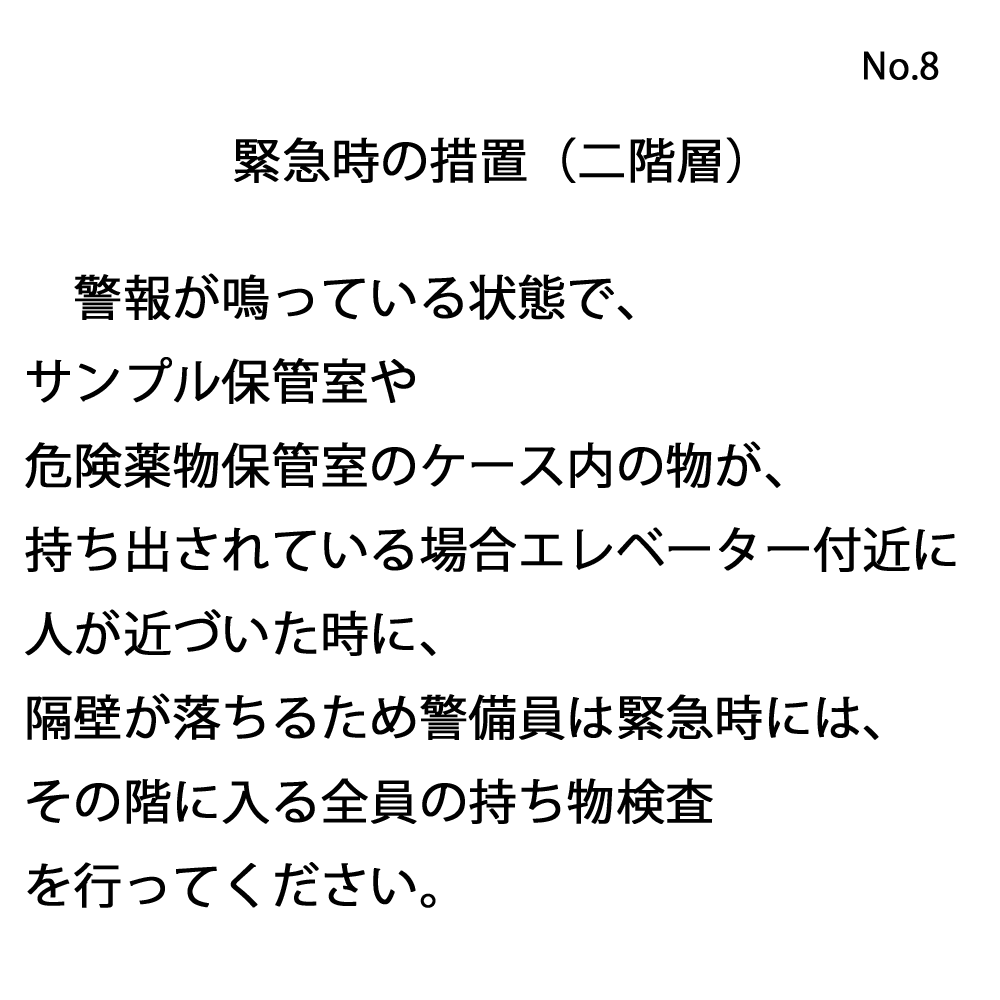 No.8
緊急時の措置（二階層）
　警報が鳴っている状態で、
サンプル保管室や
危険薬物保管室のケース内の物が、
持ち出されている場合エレベーター付近に
人が近づいた時に、
隔壁が落ちるため警備員は緊急時には、
その階に入る全員の持ち物検査
を行ってください。